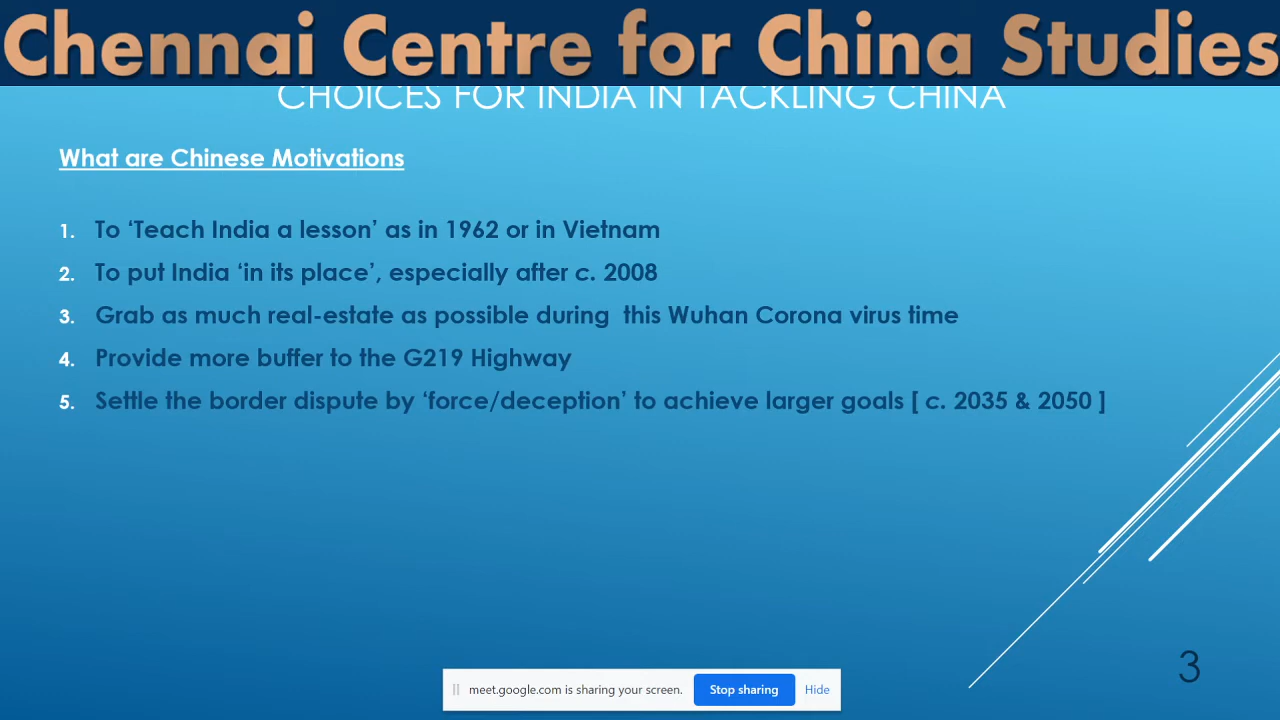 Chennai Centre for China Studies
CHOICES FOR INDIA IN TACKLING CHINA
What are Chinese Motivations
1. To ‘Teach India a lesson’ as in 1962 or in Vietnam
2. To put India ‘in its place’, especially after c. 2008
3. Grab as much real-estate as possible during  this Wuhan Corona virus time
4. Provide more buffer to the G219 Highway
5. Settle the border dispute by ‘force/deception’ to achieve larger goals [ c. 2035 & 2050 ]
3
meet.google.com is sharing your screen. Stop sharing Hide